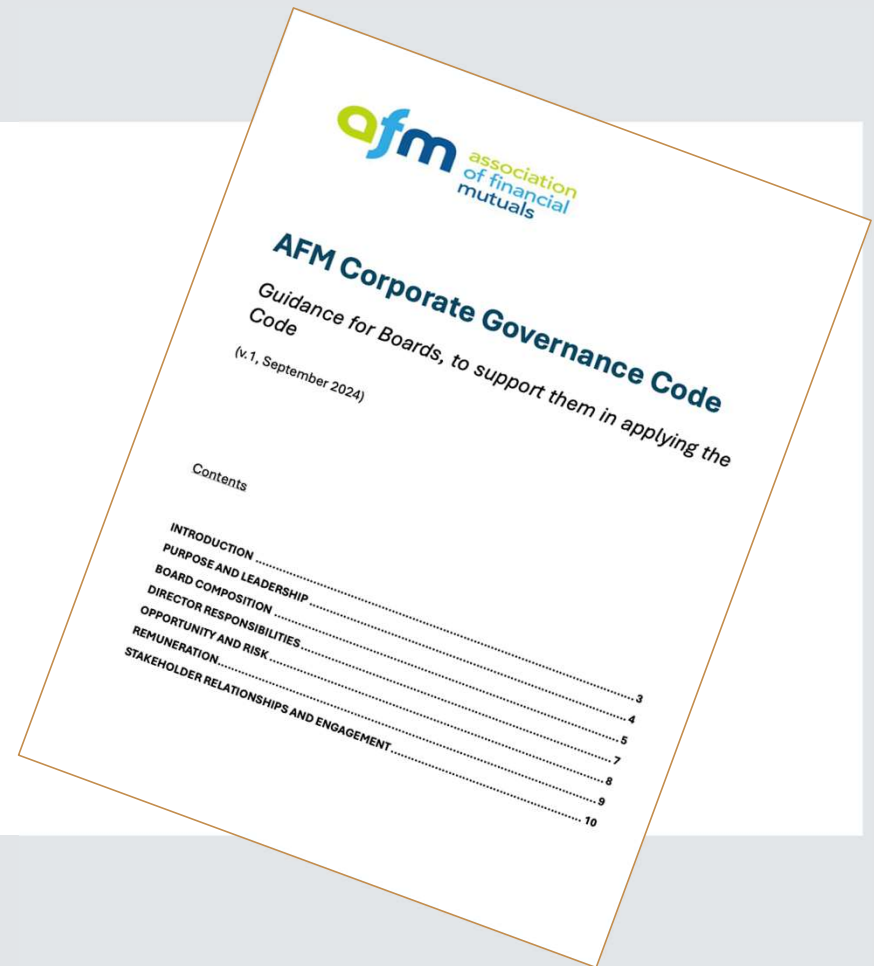 afm association
of financial
mutuals
AFM Corporate Governance Code
Guidance for Boards, to support them in applying the
Code
(v.1, September 2024)
Contents
INTRODUCTION ........................................ 3
PURPOSE AND LEADERSHIP ........................................ 4
BOARD COMPOSITION ........................................ 5
DIRECTOR RESPONSIBILITIES ........................................ 7
OPPORTUNITY AND RISK ........................................ 8
REMUNERATION ........................................ 9
STAKEHOLDER RELATIONSHIPS AND ENGAGEMENT ........................................ 10